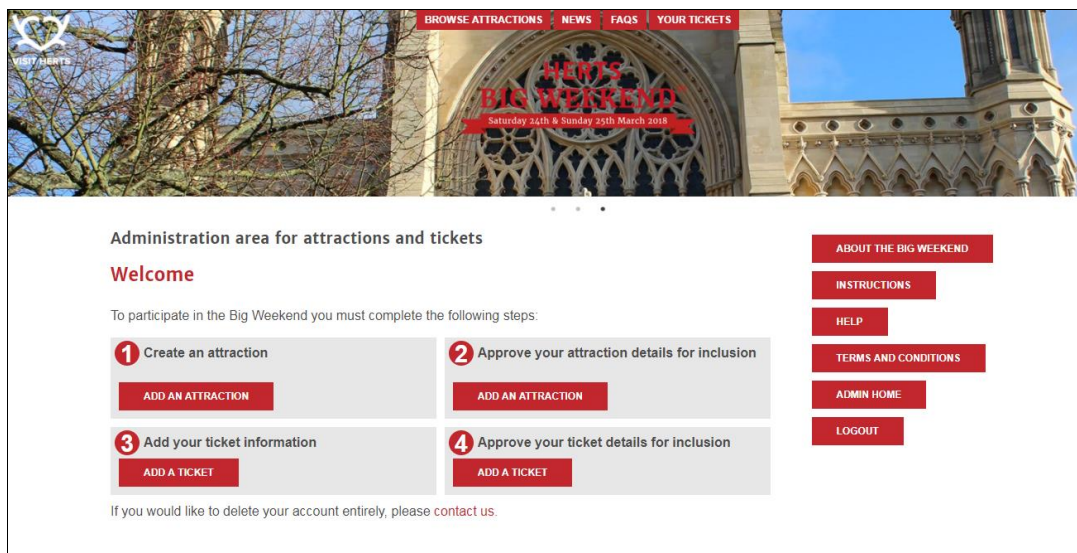 BROWSE ATTRACTIONS NEWS FAQS YOUR TICKETS
VISIT HERTS
HERTS
BIG WEEKEND
Saturday 24th & Sunday 25th March 2018
Administration area for attractions and tickets
Welcome
To participate in the Big Weekend you must complete the following steps:
1 Create an attraction
ADD AN ATTRACTION
2 Approve your attraction details for inclusion
ADD AN ATTRACTION
3 Add your ticket information
ADD A TICKET
4 Approve your ticket details for inclusion
ADD A TICKET
If you would like to delete your account entirely, please contact us.
ABOUT THE BIG WEEKEND
INSTRUCTIONS
HELP
TERMS AND CONDITIONS
ADMIN HOME
LOGOUT